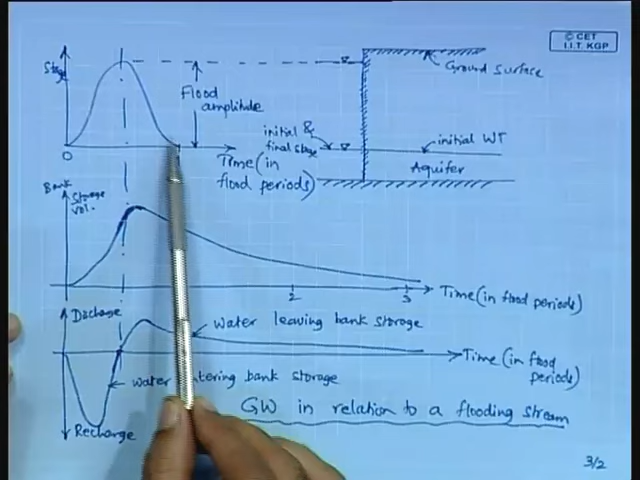 © CET
I.I.T. KGP
Stage
Ground Surface
Flood
amplitude
initial &
final stage
initial WT
0
Time (in
flood periods)
Aquifer
Bank
Storage
Vol.
2
3
Time (in flood periods)
Discharge
water leaving bank storage
Time (in flood
periods)
water entering bank storage
GW in relation to a flooding stream
Recharge
3/2